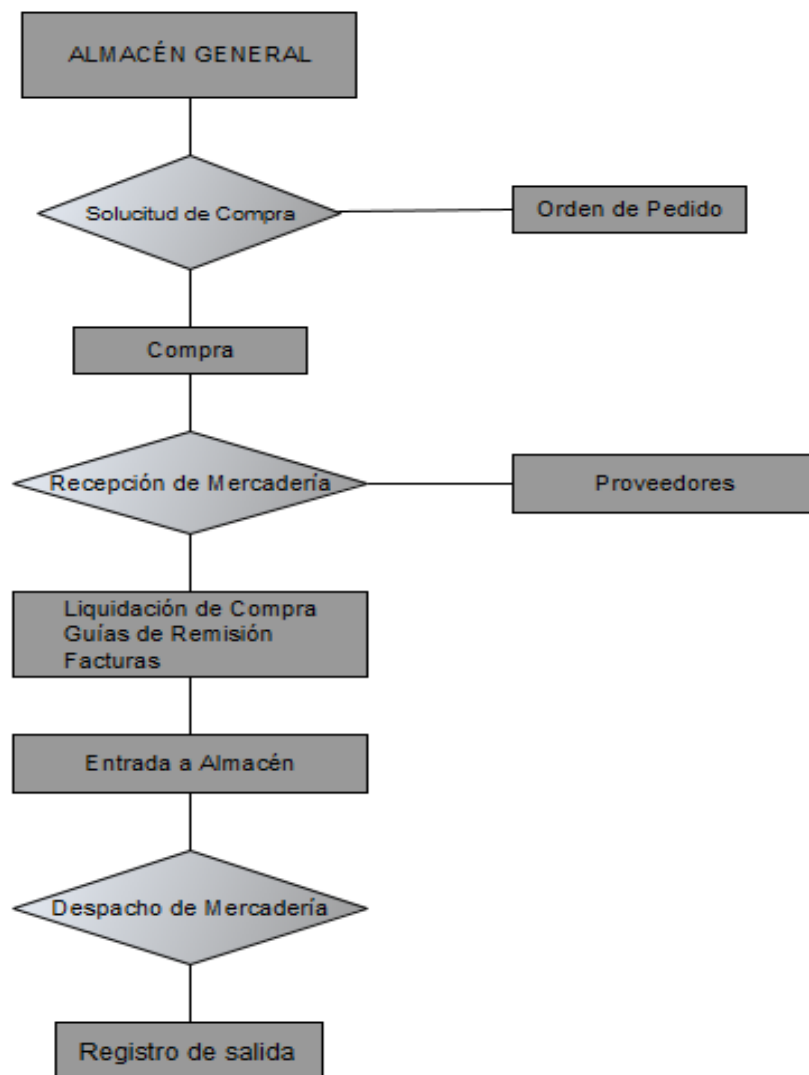 ALMACÉN GENERAL
Solucitud de Compra
Orden de Pedido
Compra
Recepción de Mercadería
Proveedores
Liquidación de Compra
Guías de Remisión
Facturas
Entrada a Almacén
Despacho de Mercadería
Registro de salida